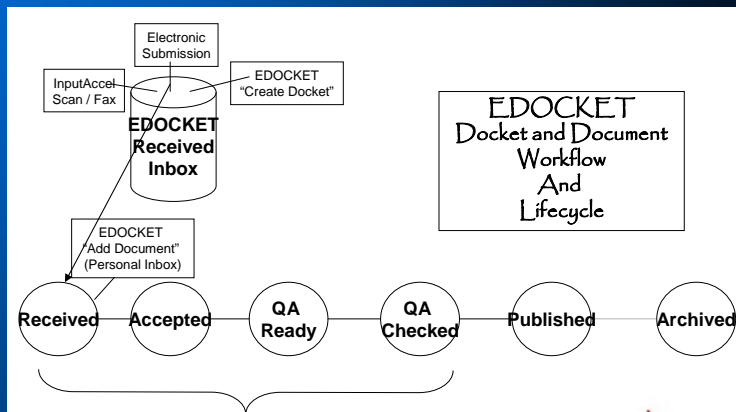 Electronic
Submission
InputAccel
Scan / Fax
EDOCKET
“Create Docket”
EDOCKET
Received
Inbox
EDOCKET
Docket and Document
Workflow
And
Lifecycle
EDOCKET
“Add Document”
(Personal Inbox)
Received
Accepted
QA
Ready
QA
Checked
Published
Archived